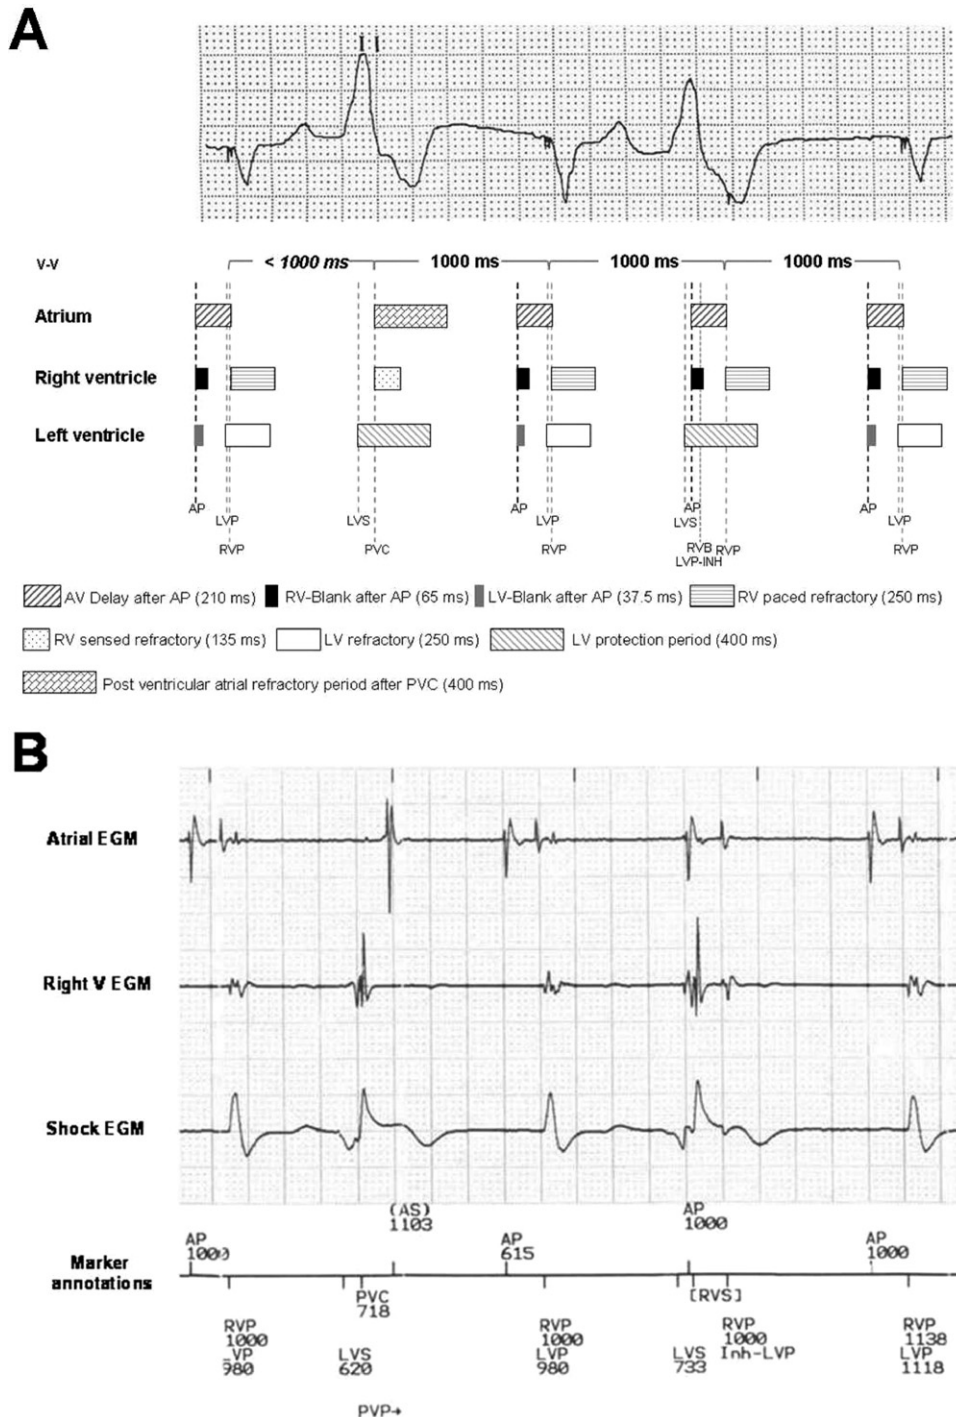 A
V-V < 1000 ms 1000 ms 1000 ms 1000 ms
Atrium
Right ventricle
Left ventricle
AP AP AP AP
LVP LVS LVP LVS LVP
RVP PVC RVP RVB RVP RVP
LVP-INH
AV Delay after AP (210 ms) RV-Blank after AP (65 ms) LV-Blank after AP (37.5 ms) RV paced refractory (250 ms)
RV sensed refractory (135 ms) LV refractory (250 ms) LV protection period (400 ms)
Post ventricular atrial refractory period after PVC (400 ms)
B
Atrial EGM
Right V EGM
Shock EGM
(AS) AP
1103 1000
AP AP AP
1000 615 1000
Marker
annotations
PVC [RVS]
718
RVP RVP RVP RVP
1000 1000 1000 1138
LVP LVS LVP LVS Inh-LVP LVP
980 620 980 733 1118
PVP→